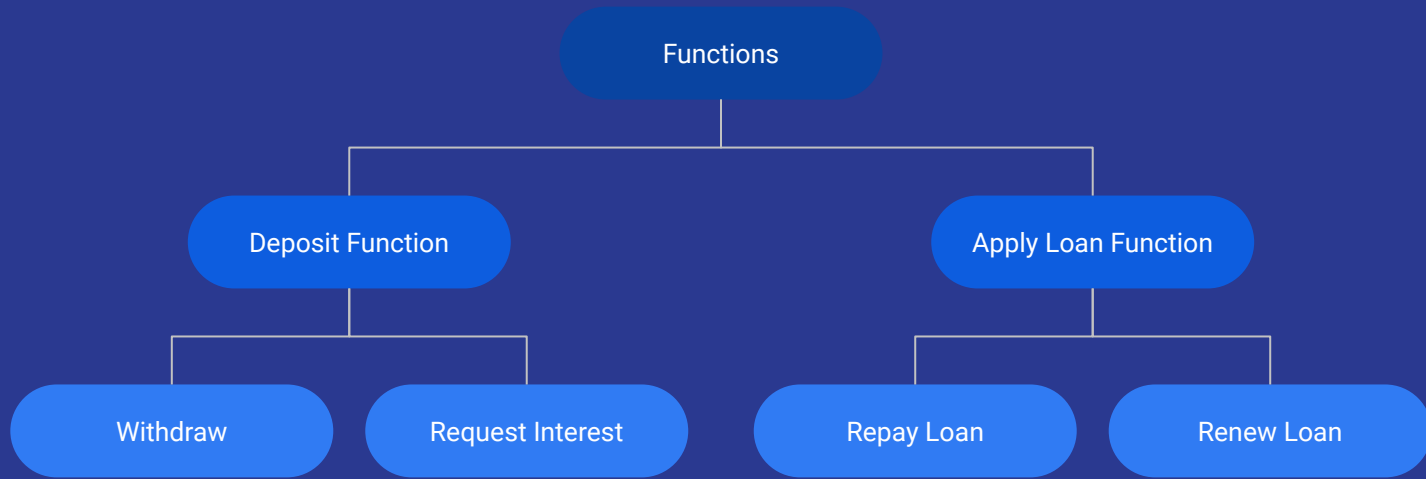 Functions
Deposit Function
Apply Loan Function
Withdraw
Request Interest
Repay Loan
Renew Loan